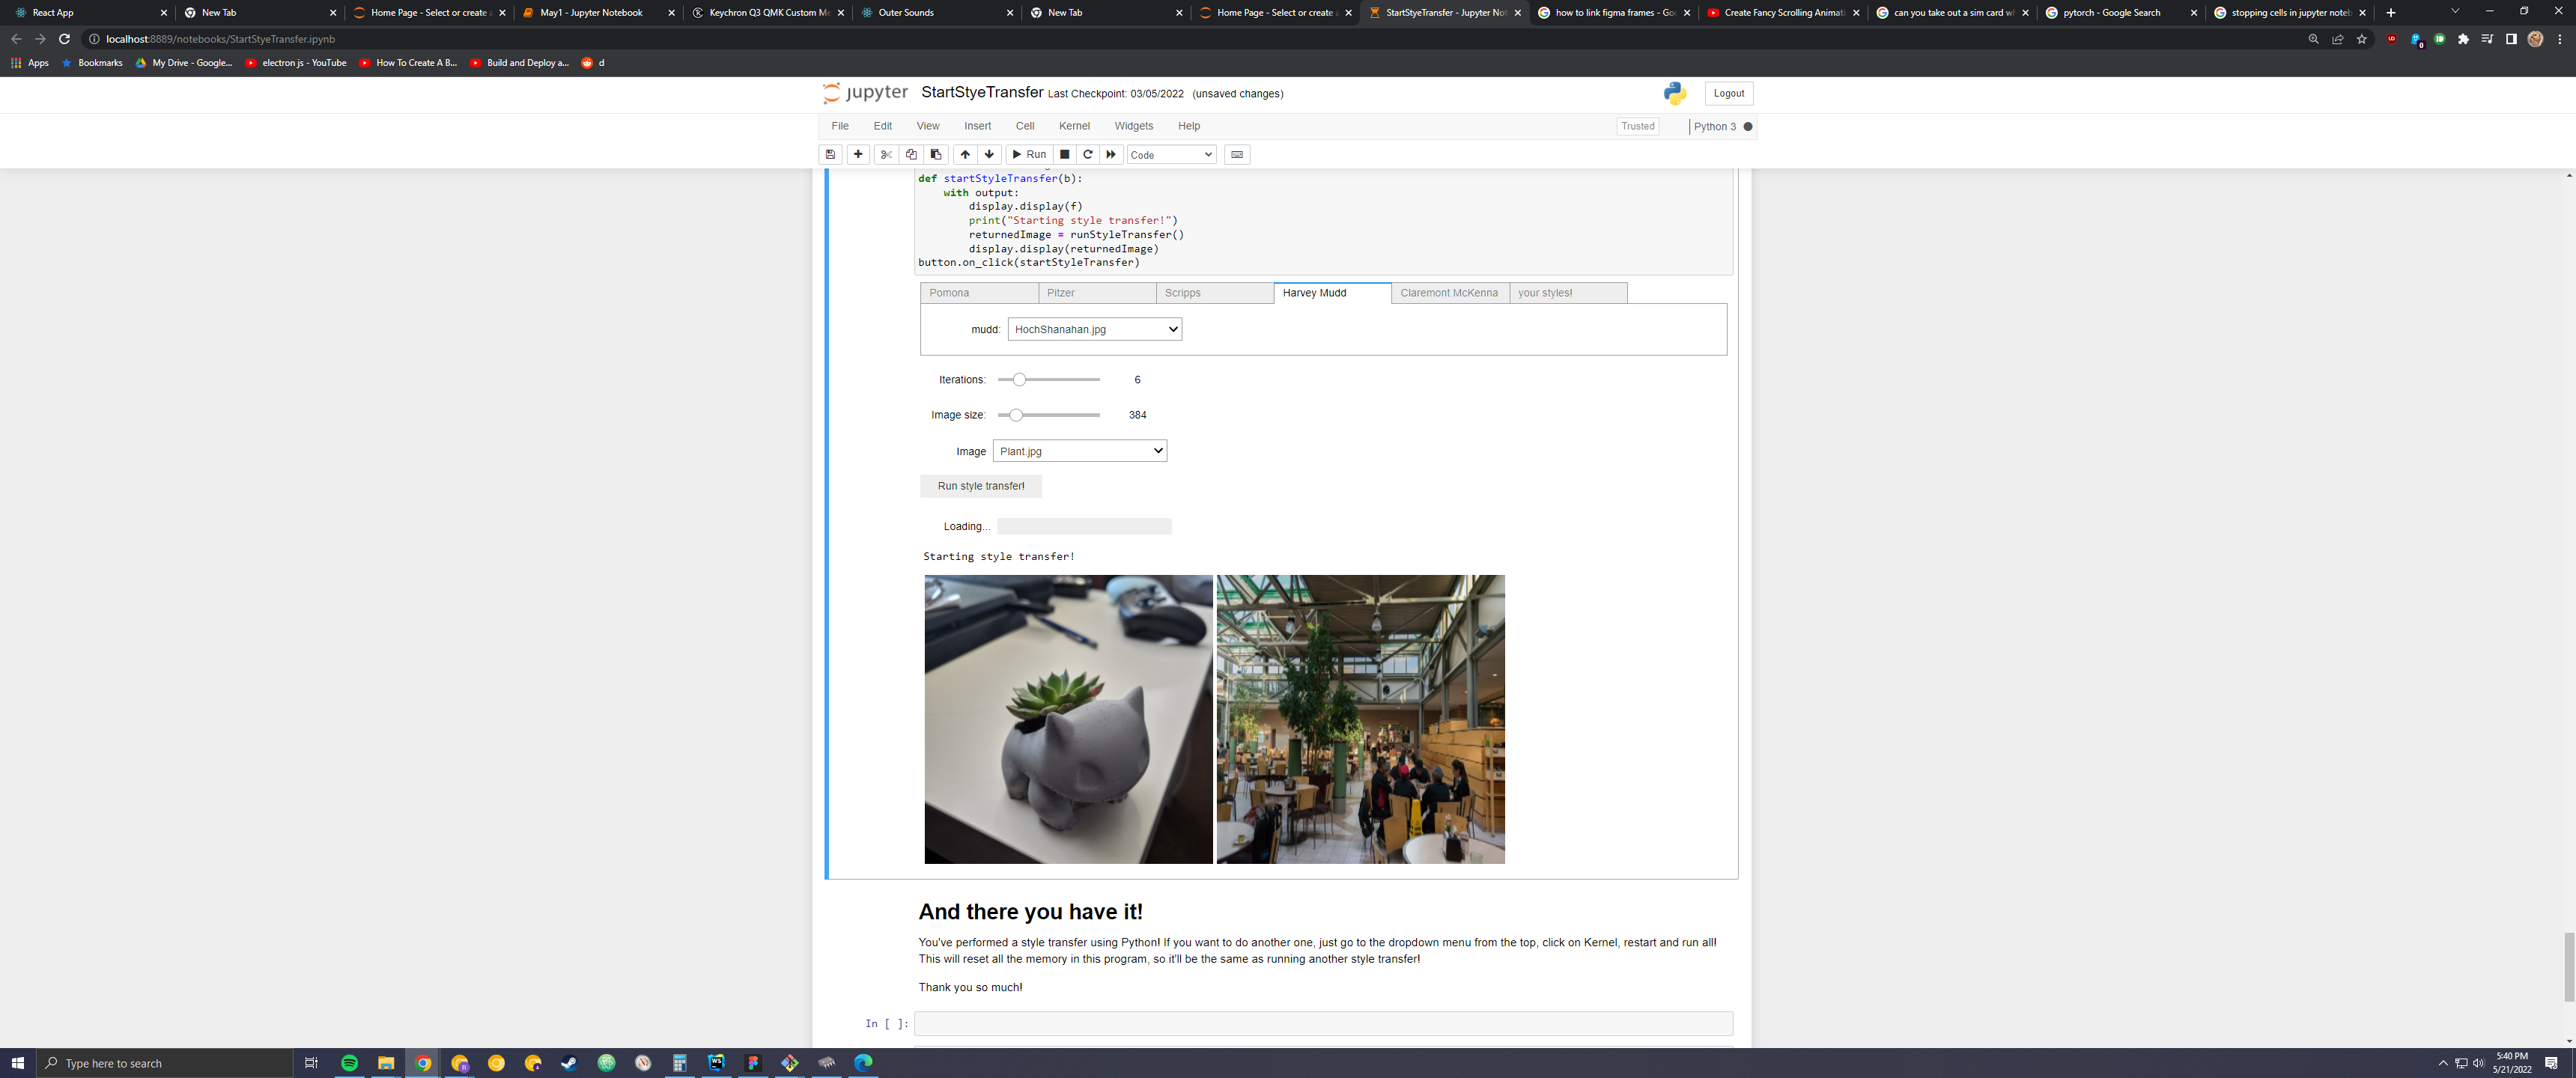 React App
New Tab
Home Page - Select or create a
May1 - Jupyter Notebook
Keychron Q3 QMK Custom Me
Outer Sounds
New Tab
Home Page - Select or create a
StartStyeTransfer - Jupyter Not
how to link figma frames - Goo
Create Fancy Scrolling Animati
can you take out a sim card wh
pytorch - Google Search
stopping cells in jupyter noteb
localhost:8889/notebooks/StartStyeTransfer.ipynb
Apps
Bookmarks
My Drive - Google...
electron js - YouTube
How To Create A B...
Build and Deploy a...
d
jupyter StartStyeTransfer Last Checkpoint: 03/05/2022 (unsaved changes)
Logout
File Edit View Insert Cell Kernel Widgets Help
Trusted
Python 3
Run
Code
def startStyleTransfer(b):
with output:
display.display(f)
print("Starting style transfer!")
returnedImage = runStyleTransfer()
display.display(returnedImage)
button.on_click(startStyleTransfer)
Pomona Pitzer Scripps Harvey Mudd Claremont McKenna your styles!
mudd: HochShanahan.jpg
Iterations: 6
Image size: 384
Image Plant.jpg
Run style transfer!
Loading...
Starting style transfer!
And there you have it!
You've performed a style transfer using Python! If you want to do another one, just go to the dropdown menu from the top, click on Kernel, restart and run all!
This will reset all the memory in this program, so it'll be the same as running another style transfer!
Thank you so much!
In [ ]:
Type here to search
5:40 PM
5/21/2022